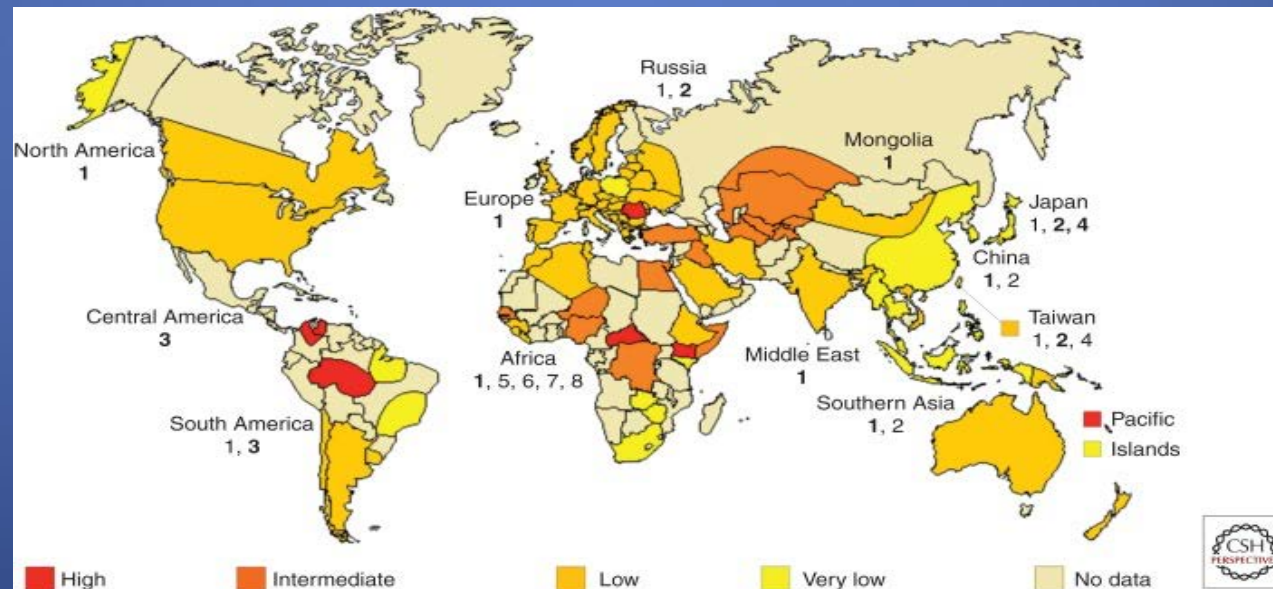 Russia
1, 2
North America
1
Mongolia
1
Europe
1
Japan
1, 2, 4
China
1, 2
Central America
3
Taiwan
1, 2, 4
Africa
1, 5, 6, 7, 8
Middle East
1
South America
1, 3
Southern Asia
1, 2
Pacific
Islands
High
Intermediate
Low
Very low
No data
CSH
PERSPECTIVES